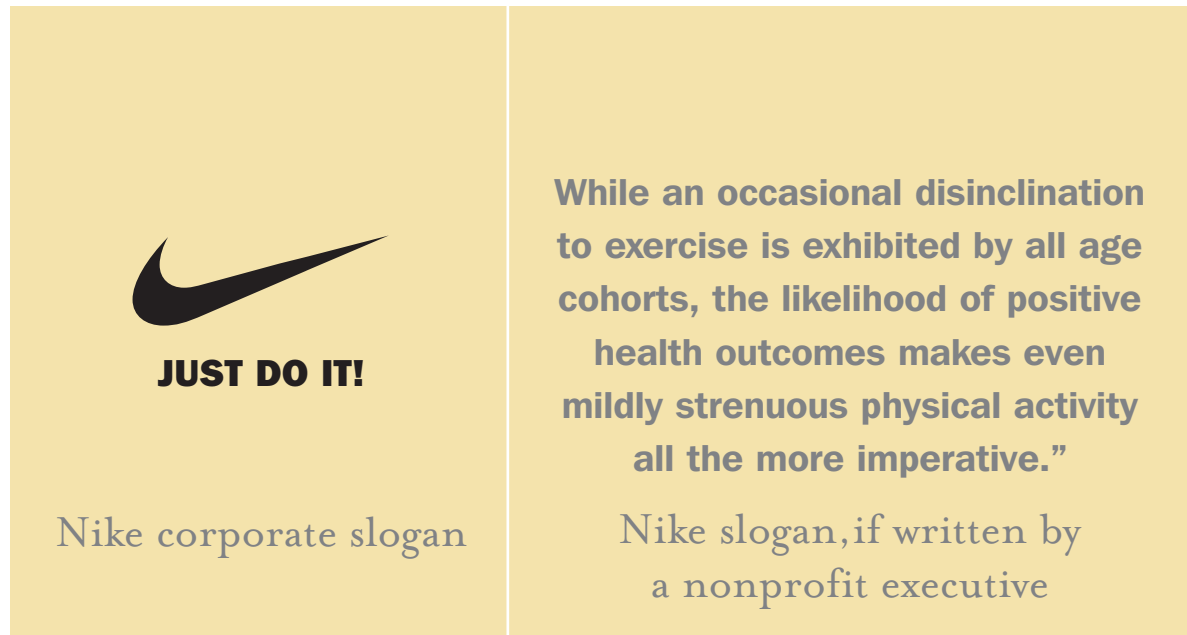 JUST DO IT!
Nike corporate slogan
While an occasional disinclination
to exercise is exhibited by all age
cohorts, the likelihood of positive
health outcomes makes even
mildly strenuous physical activity
all the more imperative.”
Nike slogan, if written by
a nonprofit executive